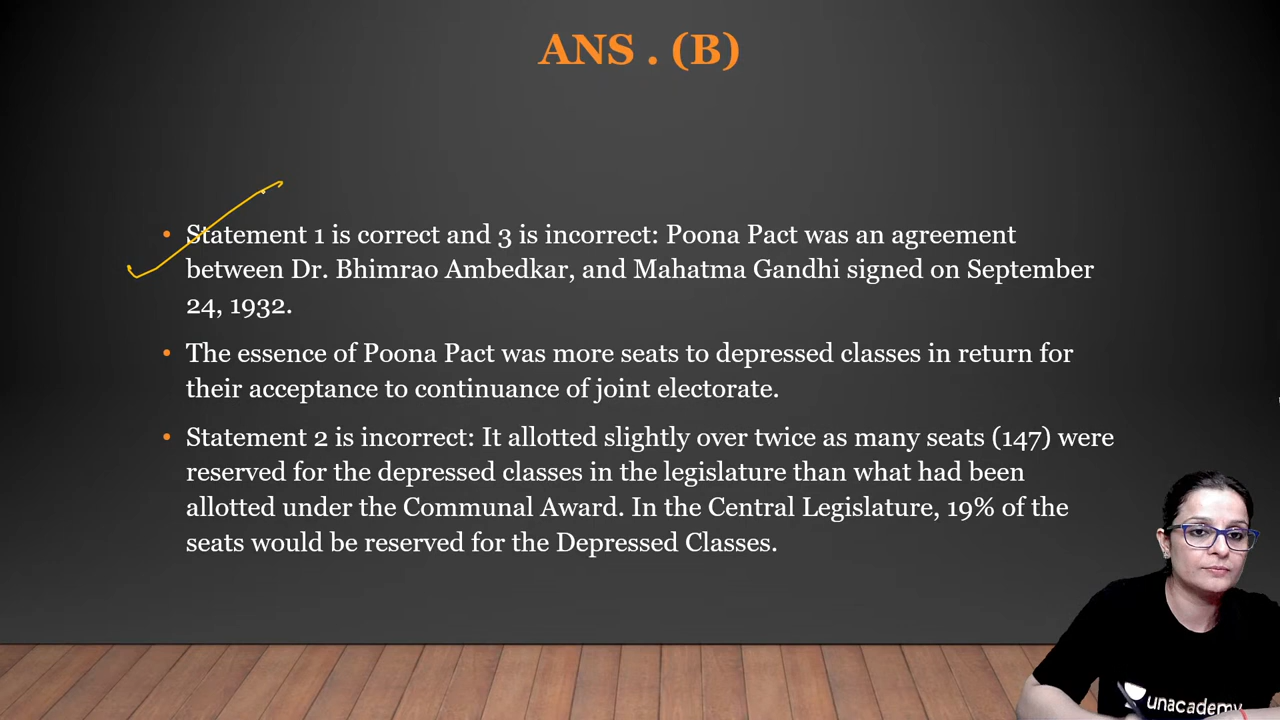 ANS . (B)
• Statement 1 is correct and 3 is incorrect: Poona Pact was an agreement
between Dr. Bhimrao Ambedkar, and Mahatma Gandhi signed on September
24, 1932.
• The essence of Poona Pact was more seats to depressed classes in return for
their acceptance to continuance of joint electorate.
• Statement 2 is incorrect: It allotted slightly over twice as many seats (147) were
reserved for the depressed classes in the legislature than what had been
allotted under the Communal Award. In the Central Legislature, 19% of the
seats would be reserved for the Depressed Classes.
unacademy